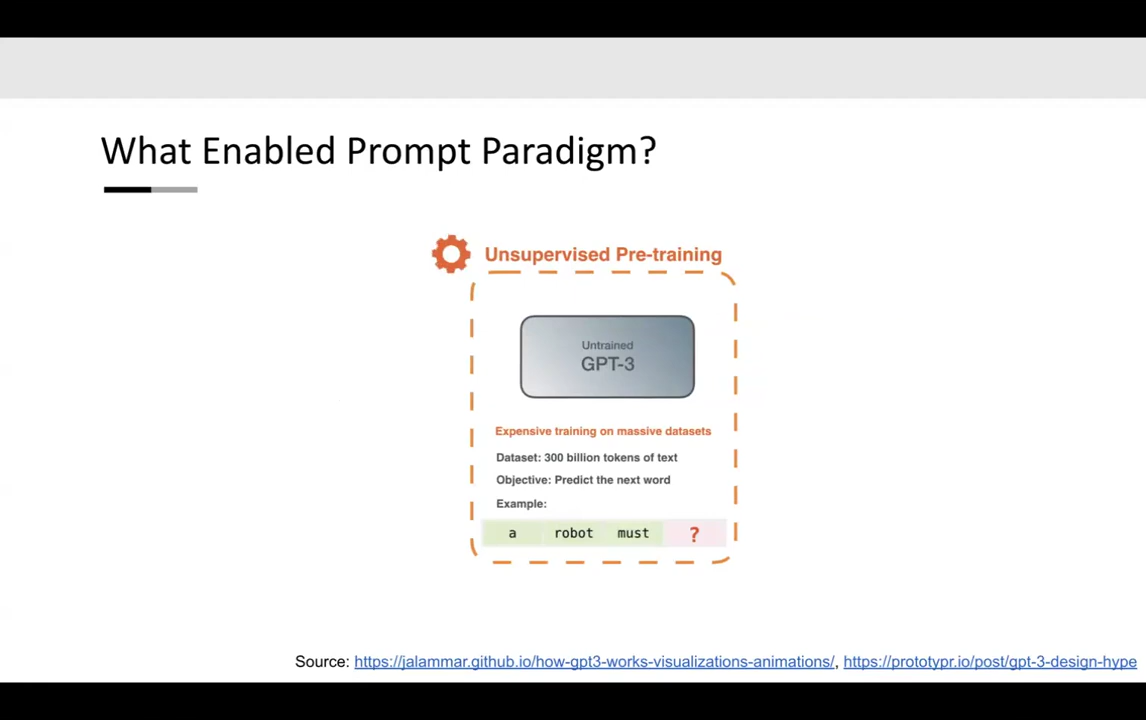 What Enabled Prompt Paradigm?
Unsupervised Pre-training
Untrained
GPT-3
Expensive training on massive datasets
Dataset: 300 billion tokens of text
Objective: Predict the next word
Example:
a robot must ?
Source: https://jalammar.github.io/how-gpt3-works-visualizations-animations/, https://prototypr.io/post/gpt-3-design-hype